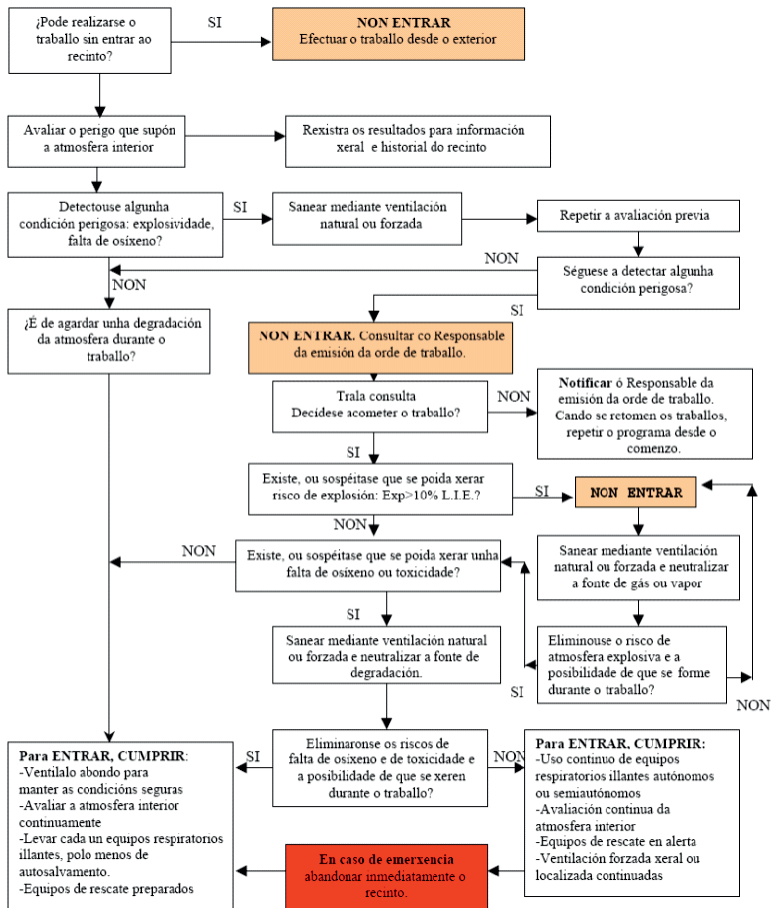 ¿Pode realizarse o
traballo sin entrar ao
recinto?
SI
NON ENTRAR
Efectuar o traballo desde o exterior
Avaliar o perigo que supón
a atmosfera interior
Rexistra os resultados para información
xeral e historial do recinto
Detectouse algunha
condición perigosa: explosividade,
falta de osíxeno?
SI
Sanear mediante ventilación
natural ou forzada
Repetir a avaliación previa
NON
NON
Séguese a detectar algunha
condición perigosa?
SI
¿É de agardar unha degradación
da atmosfera durante o
traballo?
NON ENTRAR. Consultar co Responsable
da emisión da orde de traballo.
Trala consulta
Decídese acometer o traballo?
NON
Notificar ó Responsable da
emisión da orde de traballo.
Cando se retomen os traballos,
repetir o programa desde o
comenzo.
SI
Existe, ou sospéitase que se poida xerar
risco de explosión: Exp>10% L.I.E.?
SI
NON ENTRAR
NON
NON
Existe, ou sospéitase que se poida xerar unha
falta de osíxeno ou toxicidade?
Sanear mediante ventilación
natural ou forzada e neutralizar
a fonte de gás ou vapor
SI
Sanear mediante ventilación natural
ou forzada e neutralizar a fonte de
degradación.
Eliminouse o risco de
atmosfera explosiva e a
posibilidade de que se forme
durante o traballo?
SI
NON
Para ENTRAR, CUMPRIR:
-Ventílalo abondo para
manter as condicións seguras
-Avaliar a atmosfera interior
continuamente
-Levar cada un equipos respiratorios
illantes, polo menos de
autosalvamento.
-Equipos de rescate preparados
SI
Eliminaronse os riscos de
falta de osíxeno e de toxicidade e
a posibilidade de que se xeren
durante o traballo?
NON
Para ENTRAR, CUMPRIR:
-Uso continuo de equipos
respiratorios illantes autónomos
ou semiautónomos
-Avaliación continua da
atmosfera interior
-Equipos de rescate en alerta
-Ventilación forzada xeral ou
localizada continuadas
En caso de emerxencia
abandonar inmediatamente o
recinto.